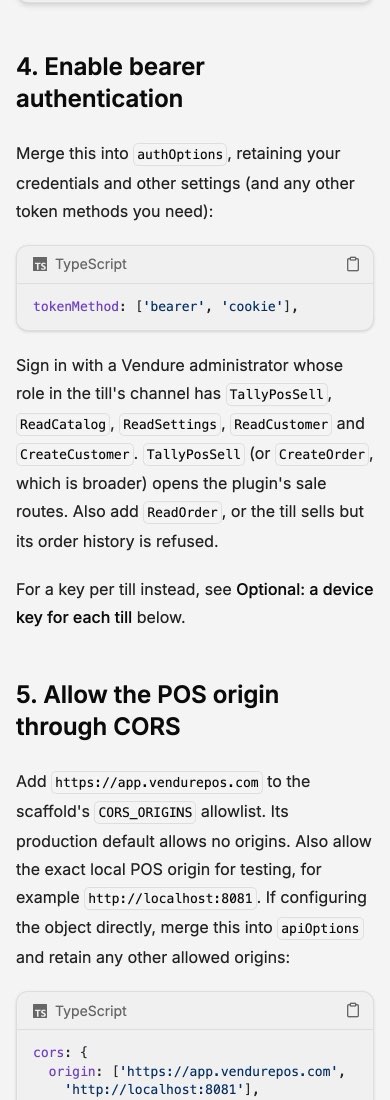 4. Enable bearer
authentication
Merge this into authOptions, retaining your
credentials and other settings (and any other
token methods you need):
TS TypeScript
tokenMethod: ['bearer', 'cookie'],
Sign in with a Vendure administrator whose
role in the till's channel has TallyPosSell,
ReadCatalog, ReadSettings, ReadCustomer and
CreateCustomer. TallyPosSell (or CreateOrder,
which is broader) opens the plugin's sale
routes. Also add ReadOrder, or the till sells but
its order history is refused.
For a key per till instead, see Optional: a device
key for each till below.
5. Allow the POS origin
through CORS
Add https://app.vendurepos.com to the
scaffold's CORS_ORIGINS allowlist. Its
production default allows no origins. Also allow
the exact local POS origin for testing, for
example http://localhost:8081. If configuring
the object directly, merge this into apiOptions
and retain any other allowed origins:
TS TypeScript
cors: {
origin: ['https://app.vendurepos.com',
'http://localhost:8081'],